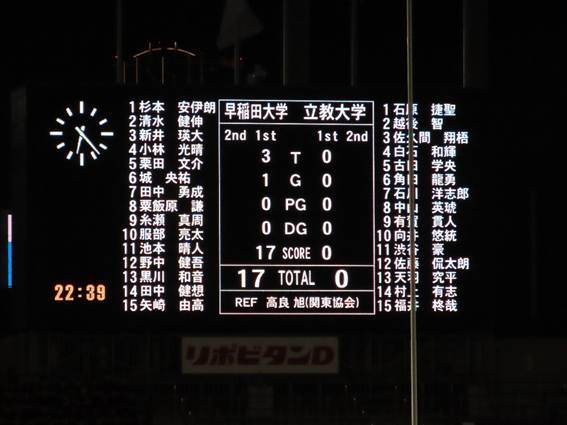 早稲田大学 立教大学
2nd 1st 1st 2nd
3 T 0
1 G 0
0 PG 0
0 DG 0
17 SCORE 0
17 TOTAL 0
REF 高良 旭(関東協会)
1 杉本 安伊朗
2 清水 健伸
3 新井 瑛大
4 小林 光晴
5 栗田 文介
6 城 央祐
7 田中 勇成
8 粟飯原 謙
9 糸瀬 真周
10 服部 亮太
11 池本 晴人
12 野中 健吾
13 黒川 和音
14 田中 健想
15 矢崎 由高
1 石原 捷聖
2 越後 智
3 佐久間 翔梧
4 白石 和輝
5 古田 学央
6 角田 龍勇
7 石川 洋志郎
8 中山 英琥
9 有賀 貫人
10 向井 悠統
11 渋谷 豪
12 佐藤 侃太朗
13 天羽 究平
14 村上 有志
15 福井 柊哉
22:39
リポビタンD